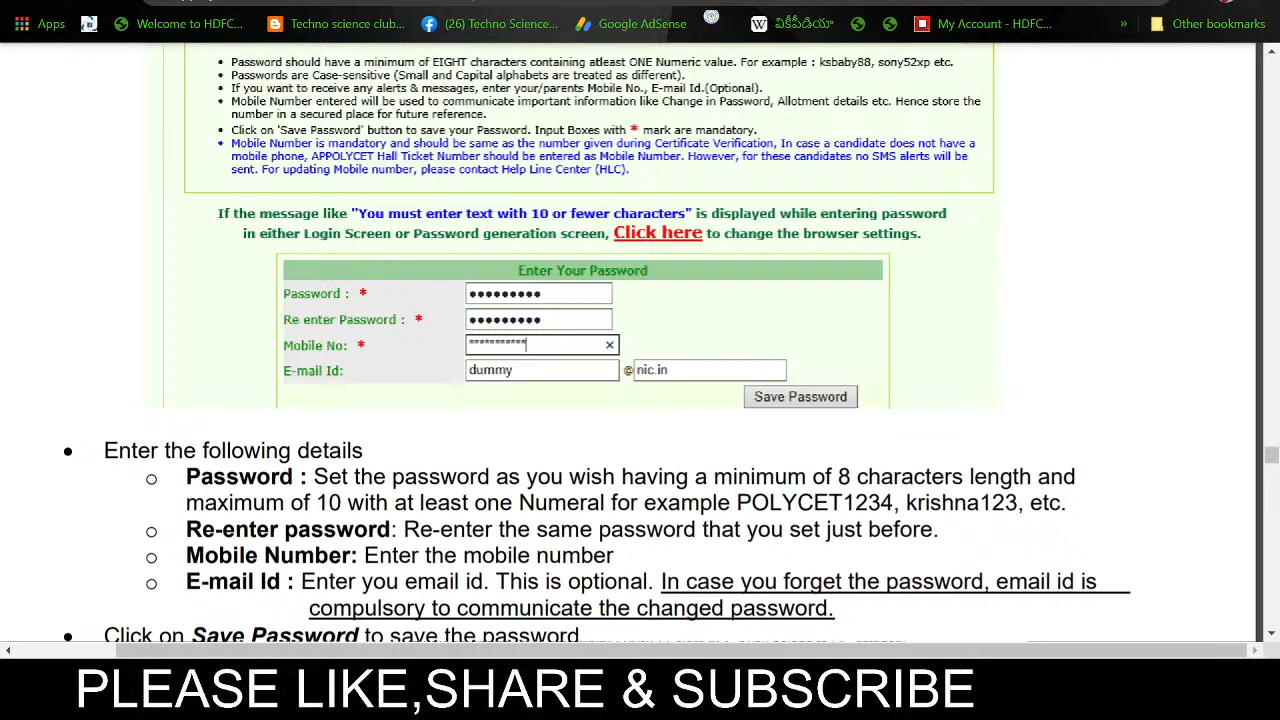 Apps Welcome to HDFC... Techno science club... (26) Techno Science... Google AdSense వికీపీడియా My Account - HDFC... » Other bookmarks
• Password should have a minimum of EIGHT characters containing atleast ONE Numeric value. For example : ksbaby88, sony52xp etc.
• Passwords are Case-sensitive (Small and Capital alphabets are treated as different).
• If you want to receive any alerts & messages, enter your/parents Mobile No., E-mail Id.(Optional).
• Mobile Number entered will be used to communicate important information like Change in Password, Allotment details etc. Hence store the
number in a secured place for future reference.
• Click on 'Save Password' button to save your Password. Input Boxes with * mark are mandatory.
• Mobile Number is mandatory and should be same as the number given during Certificate Verification, In case a candidate does not have a
mobile phone, APPOLYCET Hall Ticket Number should be entered as Mobile Number. However, for these candidates no SMS alerts will be
sent. For updating Mobile number, please contact Help Line Center (HLC).
If the message like "You must enter text with 10 or fewer characters" is displayed while entering password
in either Login Screen or Password generation screen, Click here to change the browser settings.
Enter Your Password
Password : * •••••••••
Re enter Password : * •••••••••
Mobile No: * ***********
E-mail Id: dummy @ nic.in
Save Password
• Enter the following details
o Password : Set the password as you wish having a minimum of 8 characters length and
maximum of 10 with at least one Numeral for example POLYCET1234, krishna123, etc.
o Re-enter password: Re-enter the same password that you set just before.
o Mobile Number: Enter the mobile number
o E-mail Id : Enter you email id. This is optional. In case you forget the password, email id is
compulsory to communicate the changed password.
• Click on Save Password to save the password
PLEASE LIKE,SHARE & SUBSCRIBE